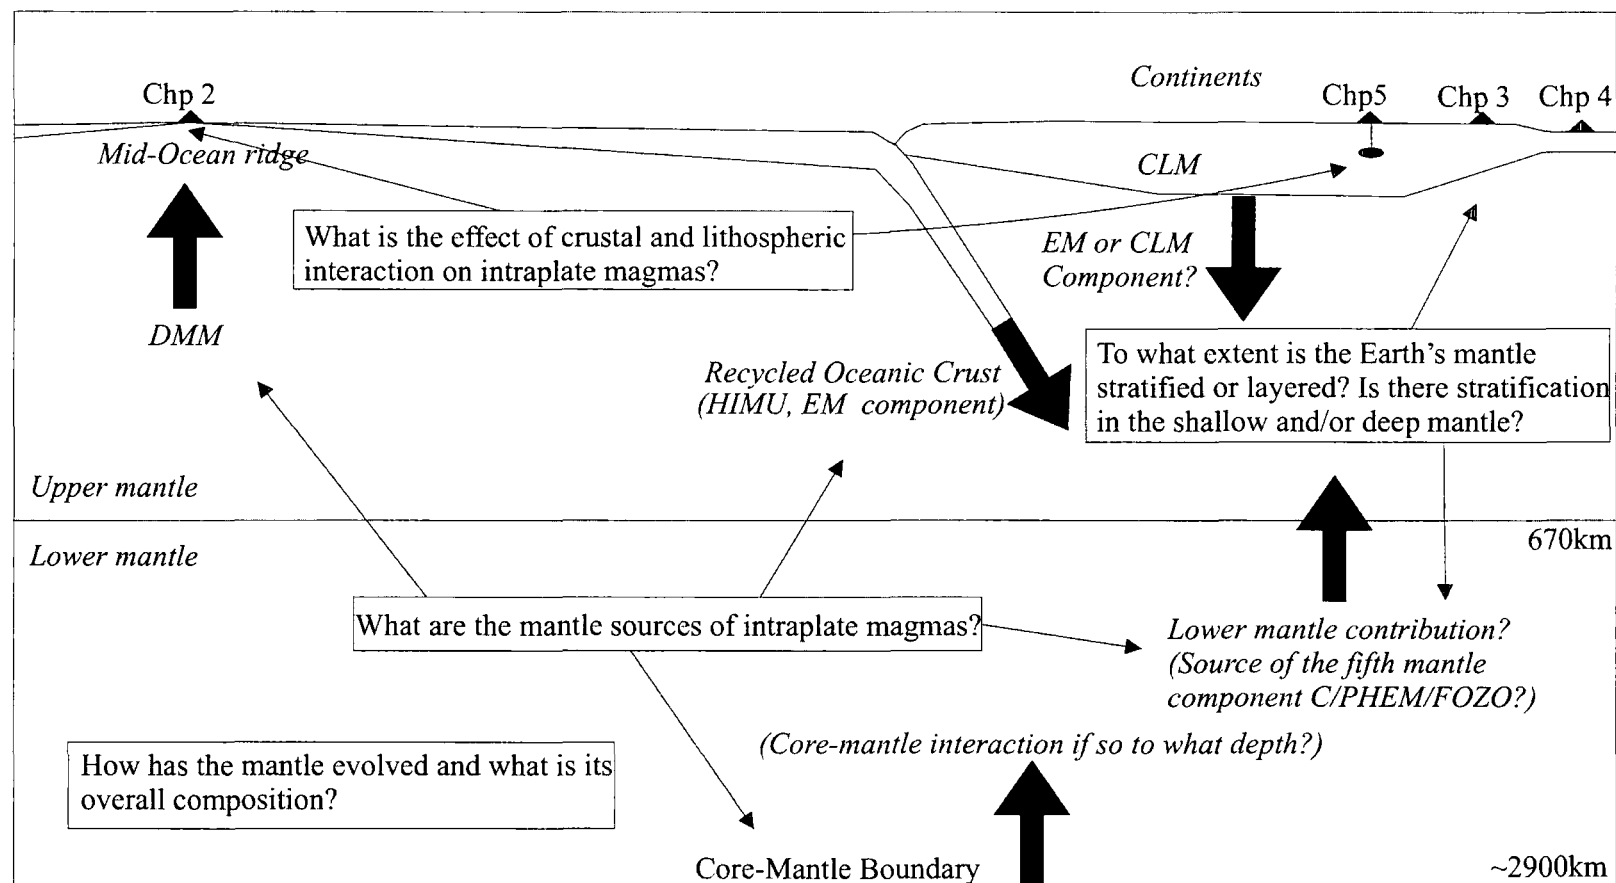 Continents
Chp 2
Chp5
Chp 3
Chp 4
Mid-Ocean ridge
CLM
What is the effect of crustal and lithospheric
interaction on intraplate magmas?
EM or CLM
Component?
DMM
To what extent is the Earth's mantle
stratified or layered? Is there stratification
in the shallow and/or deep mantle?
Recycled Oceanic Crust
(HIMU, EM component)
Upper mantle
Lower mantle
670km
What are the mantle sources of intraplate magmas?
Lower mantle contribution?
(Source of the fifth mantle
component C/PHEM/FOZO?)
(Core-mantle interaction if so to what depth?)
How has the mantle evolved and what is its
overall composition?
Core-Mantle Boundary
~2900km